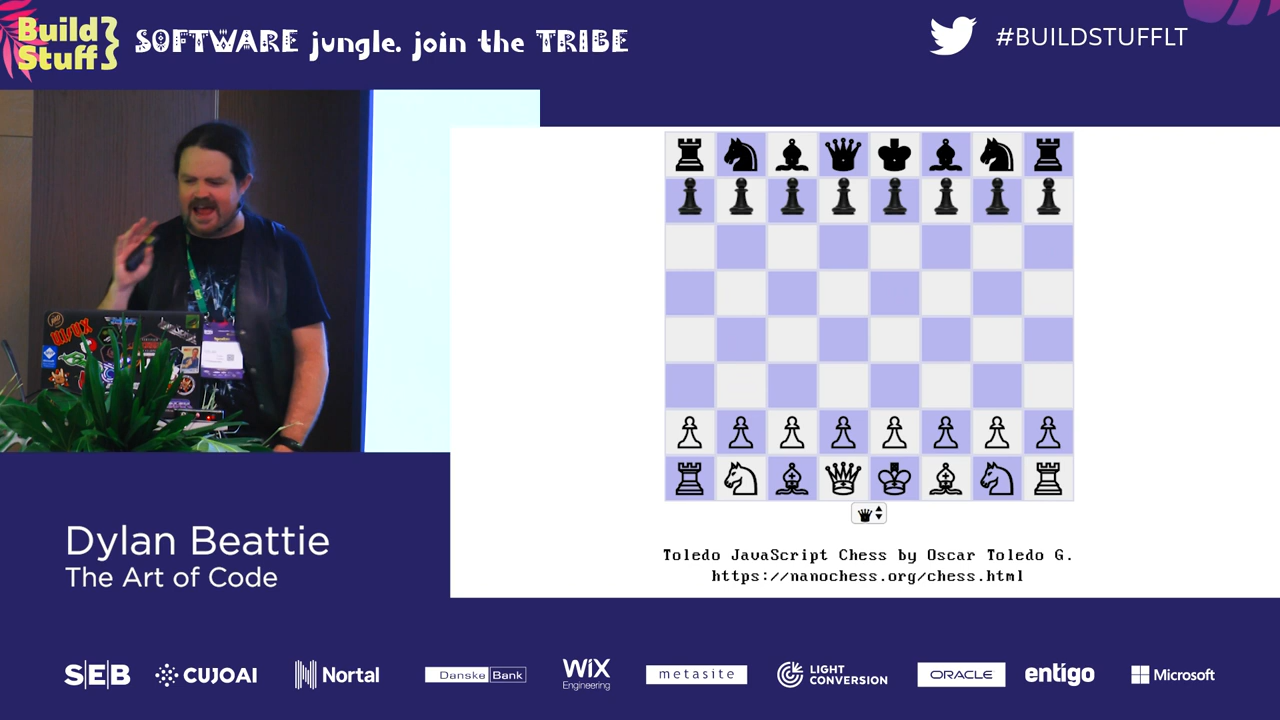 Build
Stuff
SOFTWARE jungle. join the TRIBE
#BUILDSTUFFLT
UI/UX
Toledo JavaScript Chess by Oscar Toledo G.
https://nanochess.org/chess.html
Dylan Beattie
The Art of Code
SEB
CUJOAI
Nortal
Danske Bank
WiX
Engineering
metasite
LIGHT
CONVERSION
ORACLE
entigo
Microsoft